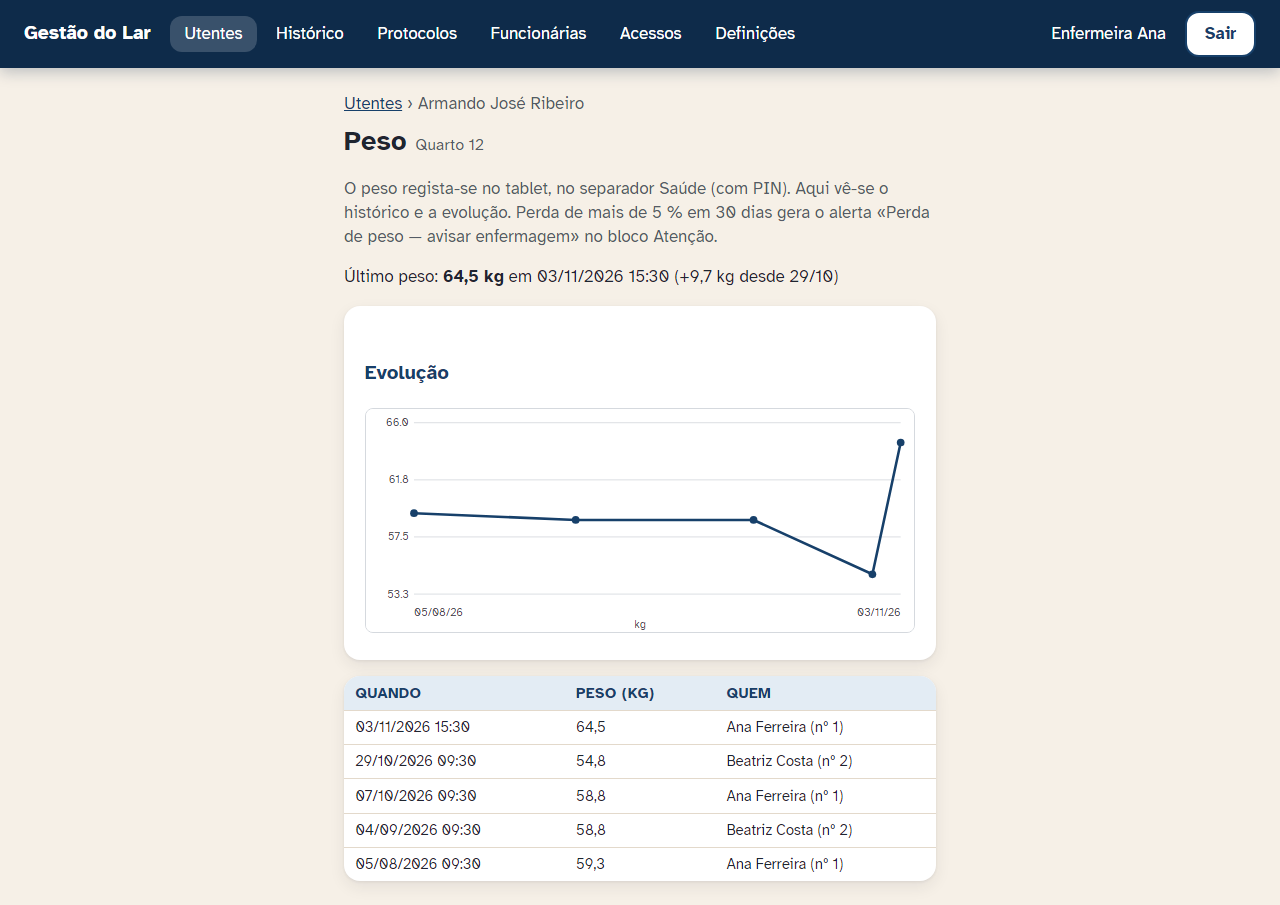 Gestão do Lar Utentes Histórico Protocolos Funcionárias Acessos Definições Enfermeira Ana Sair
Utentes › Armando José Ribeiro
Peso Quarto 12
O peso regista-se no tablet, no separador Saúde (com PIN). Aqui vê-se o
histórico e a evolução. Perda de mais de 5 % em 30 dias gera o alerta «Perda
de peso — avisar enfermagem» no bloco Atenção.
Último peso: 64,5 kg em 03/11/2026 15:30 (+9,7 kg desde 29/10)
Evolução
66.0
61.8
57.5
53.3
05/08/26 03/11/26
kg
QUANDO PESO (KG) QUEM
03/11/2026 15:30 64,5 Ana Ferreira (nº 1)
29/10/2026 09:30 54,8 Beatriz Costa (nº 2)
07/10/2026 09:30 58,8 Ana Ferreira (nº 1)
04/09/2026 09:30 58,8 Beatriz Costa (nº 2)
05/08/2026 09:30 59,3 Ana Ferreira (nº 1)